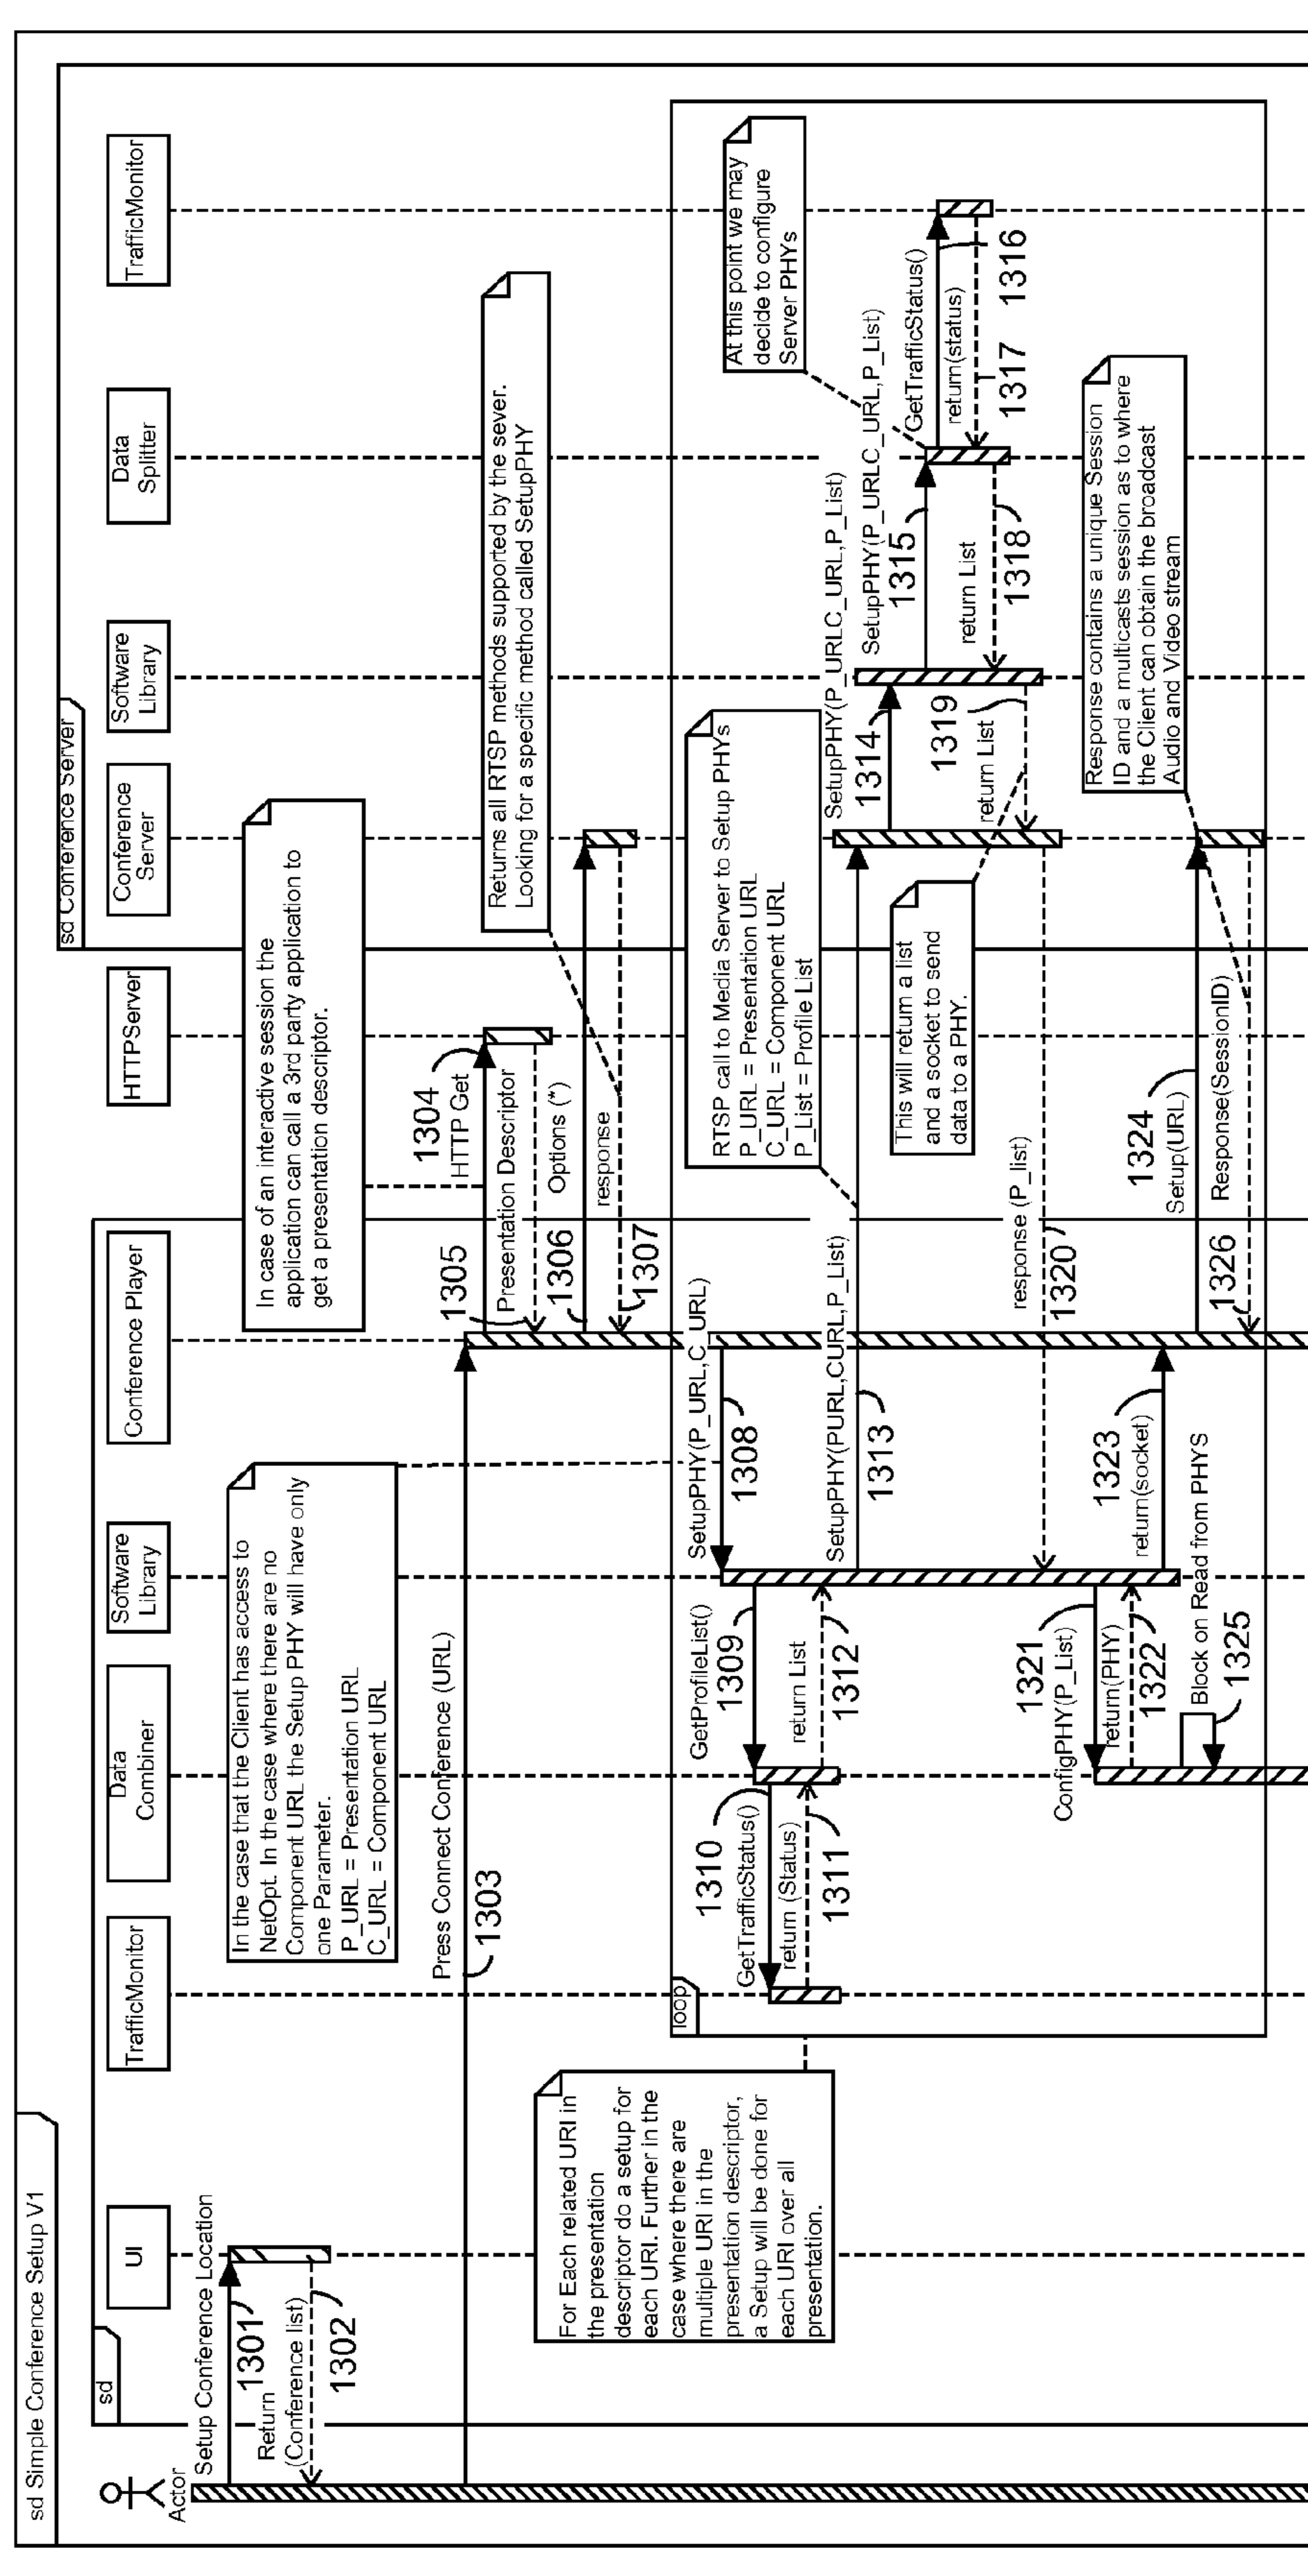 sd Simple Conference Setup V1
sd
sd Conference Server
Actor
UI
TrafficMonitor
Data
Combiner
Software
Library
Conference Player
HTTPServer
Conference
Server
Software
Library
Data
Splitter
TrafficMonitor
Setup Conference Location
1301
Return
(Conference list)
1302
In the case that the Client has access to
NetOpt. In the case where there are no
Component URL the Setup PHY will have only
one Parameter.
P_URL = Presentation URL
C_URL = Component URL
In case of an interactive session the
application can call a 3rd party application to
get a presentation descriptor.
Press Connect Conference (URL)
1303
1304
HTTP Get
1305
Presentation Descriptor
1306
Options (*)
response
1307
Returns all RTSP methods supported by the sever.
Looking for a specific method called SetupPHY
For Each related URI in
the presentation
descriptor do a setup for
each URI. Further in the
case where there are
multiple URI in the
presentation descriptor,
a Setup will be done for
each URI over all
presentation.
loop
SetupPHY(P_URL,C_URL)
1308
GetProfileList()
1309
1310
GetTrafficStatus()
return (Status)
1311
return List
1312
RTSP call to Media Server to Setup PHYs
P_URL = Presentation URL
C_URL = Component URL
P_List = Profile List
SetupPHY(PURL,CURL,P_List)
1313
SetupPHY(P_URLC_URL,P_List)
1314
SetupPHY(P_URLC_URL,P_List)
1315
At this point we may
decide to configure
Server PHYs
GetTrafficStatus()
1316
return(status)
1317
return List
1318
1319
return List
This will return a list
and a socket to send
data to a PHY.
response (P_list)
1320
1321
ConfigPHY(P_List)
return(PHY)
1322
1323
return(socket)
Block on Read from PHYS
1325
1324
Setup(URL)
Response(SessionID)
1326
Response contains a unique Session
ID and a multicasts session as to where
the Client can obtain the broadcast
Audio and Video stream